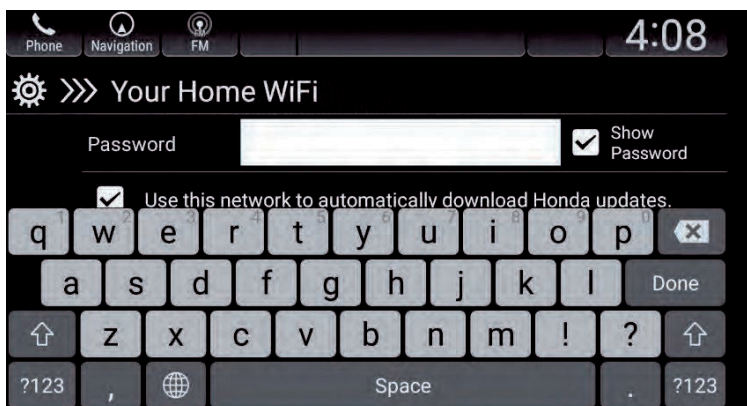 Phone Navigation FM 4:08
>>> Your Home WiFi
Password Show
Password
Use this network to automatically download Honda updates.
q 1 w 2 e 3 r 4 t 5 y 6 u 7 i 8 o 9 p 0
a s d f g h j k l Done
z x c v b n m ! ?
?123 , Space . ?123